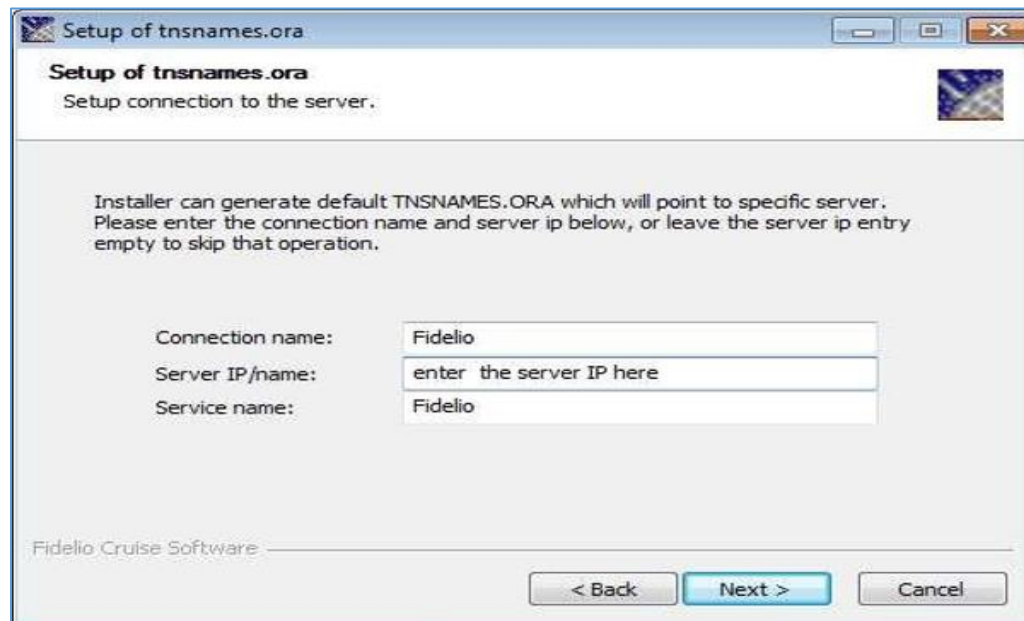 Setup of tnsnames.ora
Setup of tnsnames.ora
Setup connection to the server.
Installer can generate default TNSNAMES.ORA which will point to specific server.
Please enter the connection name and server ip below, or leave the server ip entry
empty to skip that operation.
Connection name: Fidelio
Server IP/name: enter the server IP here
Service name: Fidelio
Fidelio Cruise Software
< Back Next > Cancel